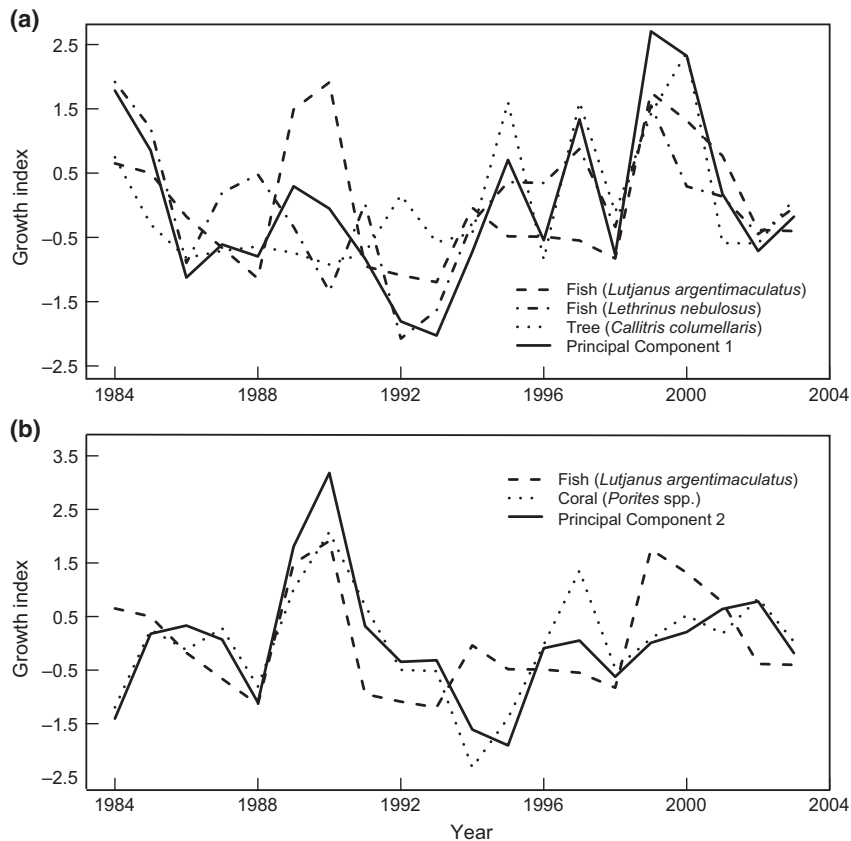 (a)
2.5
1.5
0.5
–0.5
–1.5
–2.5
Growth index
Fish (Lutjanus argentimaculatus)
Fish (Lethrinus nebulosus)
Tree (Callitris columellaris)
Principal Component 1
1984 1988 1992 1996 2000 2004
(b)
3.5
2.5
1.5
0.5
–0.5
–1.5
–2.5
Growth index
Fish (Lutjanus argentimaculatus)
Coral (Porites spp.)
Principal Component 2
1984 1988 1992 1996 2000 2004
Year